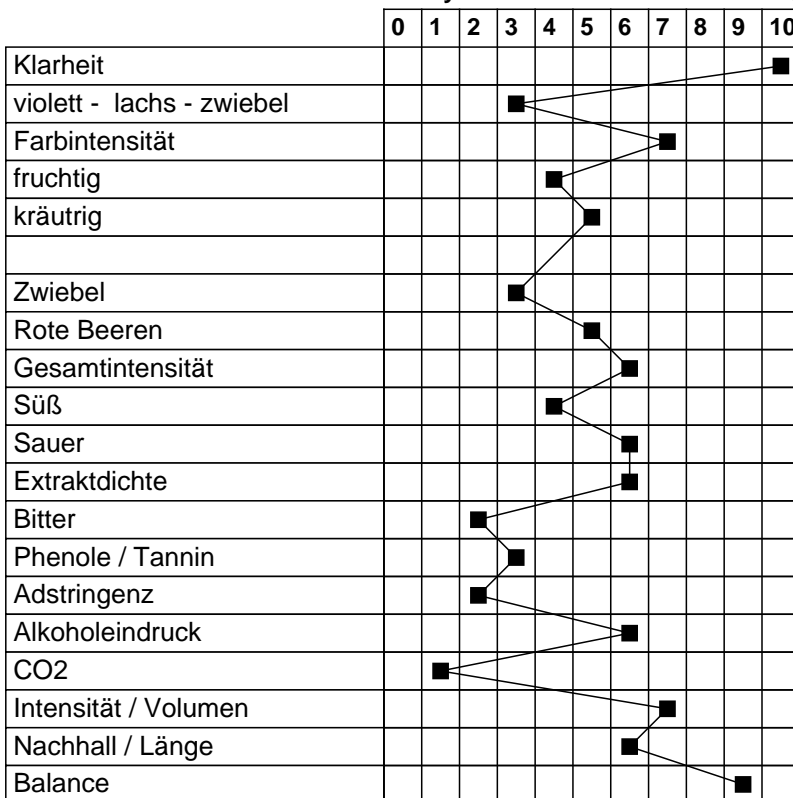 0 1 2 3 4 5 6 7 8 9 10
Klarheit
violett - lachs - zwiebel
Farbintensität
fruchtig
kräutrig
Zwiebel
Rote Beeren
Gesamtintensität
Süß
Sauer
Extraktdichte
Bitter
Phenole / Tannin
Adstringenz
Alkoholeindruck
CO2
Intensität / Volumen
Nachhall / Länge
Balance